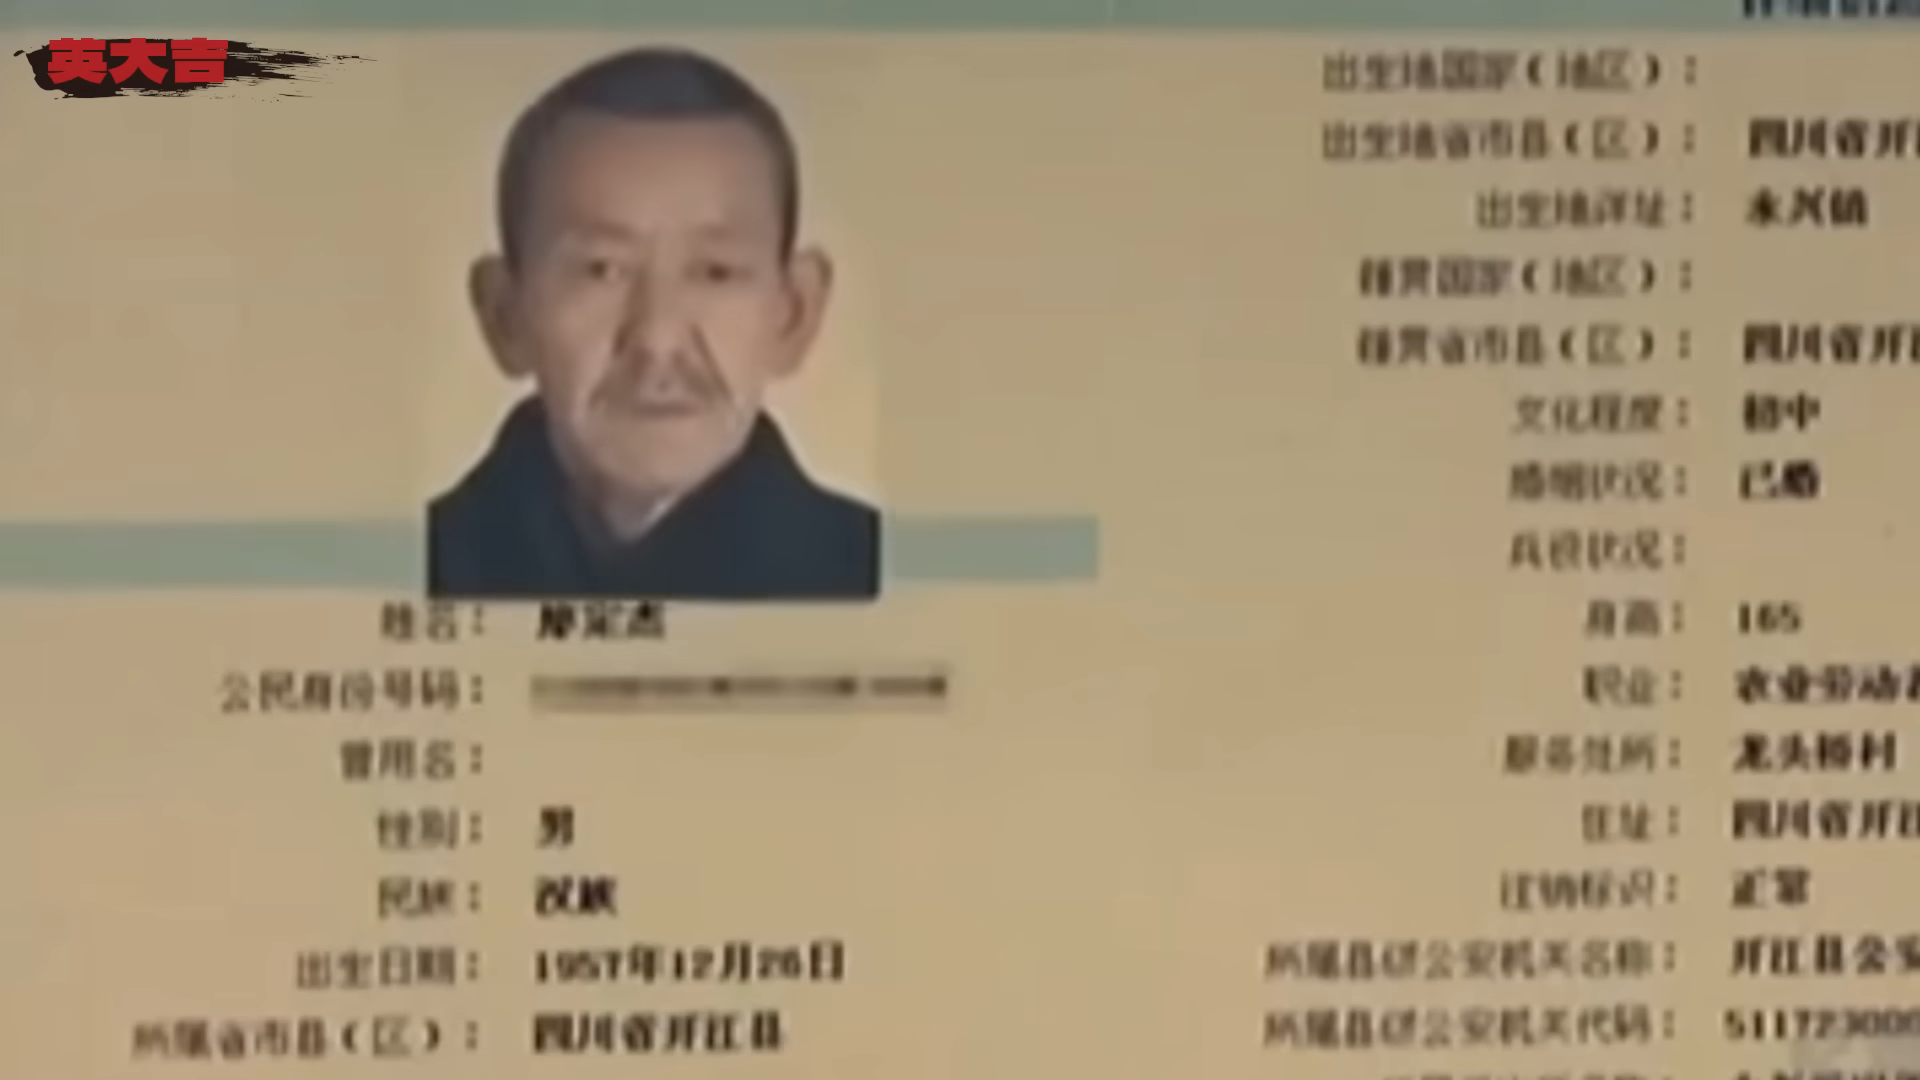 英大吉
姓名： 廖定杰
公民身份号码：
曾用名：
性别： 男
民族： 汉族
出生日期： 1957年12月26日
所属省市县（区）： 四川省开江县
出生地国家（地区）：
出生地省市县（区）： 四川省开江
出生地详址： 永兴镇
籍贯国家（地区）：
籍贯省市县（区）： 四川省开江
文化程度： 初中
婚姻状况： 已婚
兵役状况：
身高： 165
职业： 农业劳动者
服务处所： 龙头桥村
住址： 四川省开江
注销标识： 正常
所属县级公安机关名称： 开江县公安
所属县级公安机关代码： 511723000